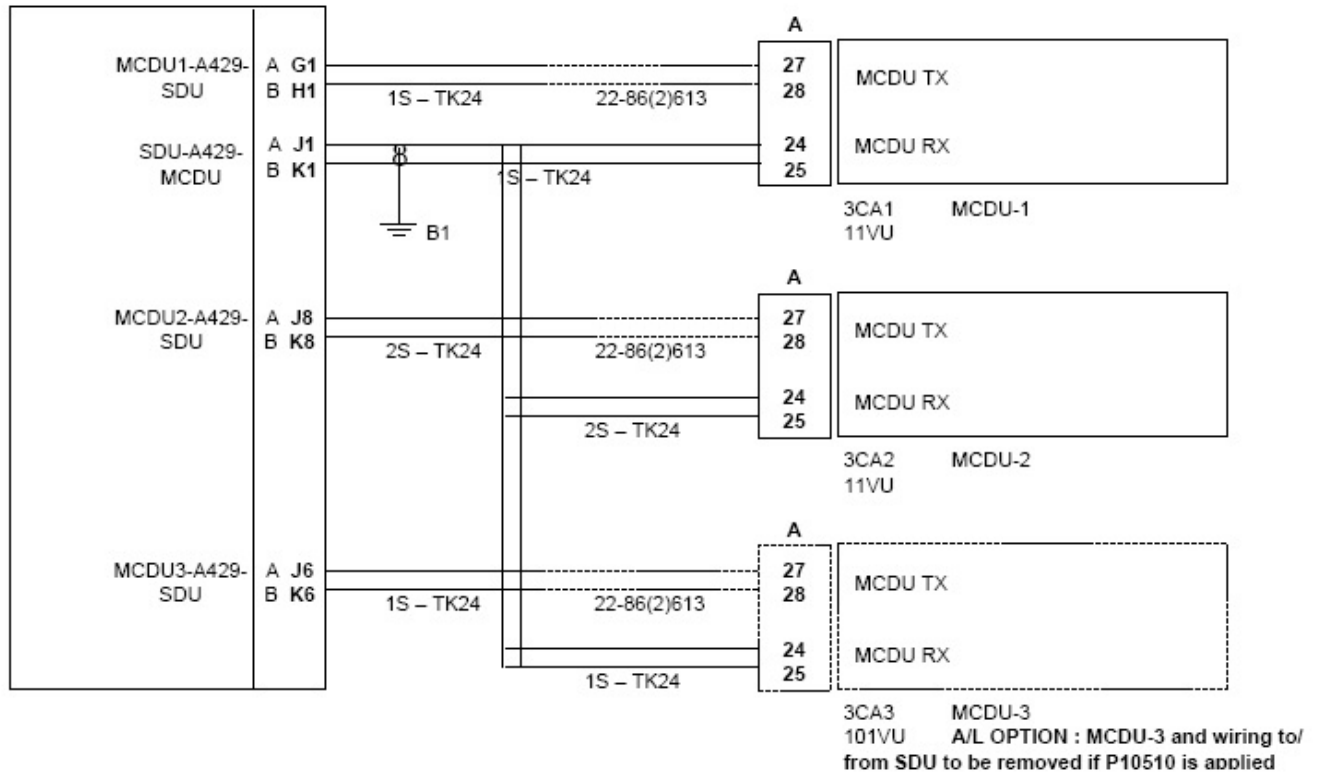 A
MCDU1-A429-
SDU
A G1
B H1
1S – TK24
22-86(2)613
27
28
MCDU TX
SDU-A429-
MCDU
A J1
B K1
1S – TK24
24
25
MCDU RX
B1
3CA1 MCDU-1
11VU
A
MCDU2-A429-
SDU
A J8
B K8
2S – TK24
22-86(2)613
27
28
MCDU TX
2S – TK24
24
25
MCDU RX
3CA2 MCDU-2
11VU
A
MCDU3-A429-
SDU
A J6
B K6
1S – TK24
22-86(2)613
27
28
MCDU TX
1S – TK24
24
25
MCDU RX
3CA3 MCDU-3
101VU A/L OPTION : MCDU-3 and wiring to/
from SDU to be removed if P10510 is applied